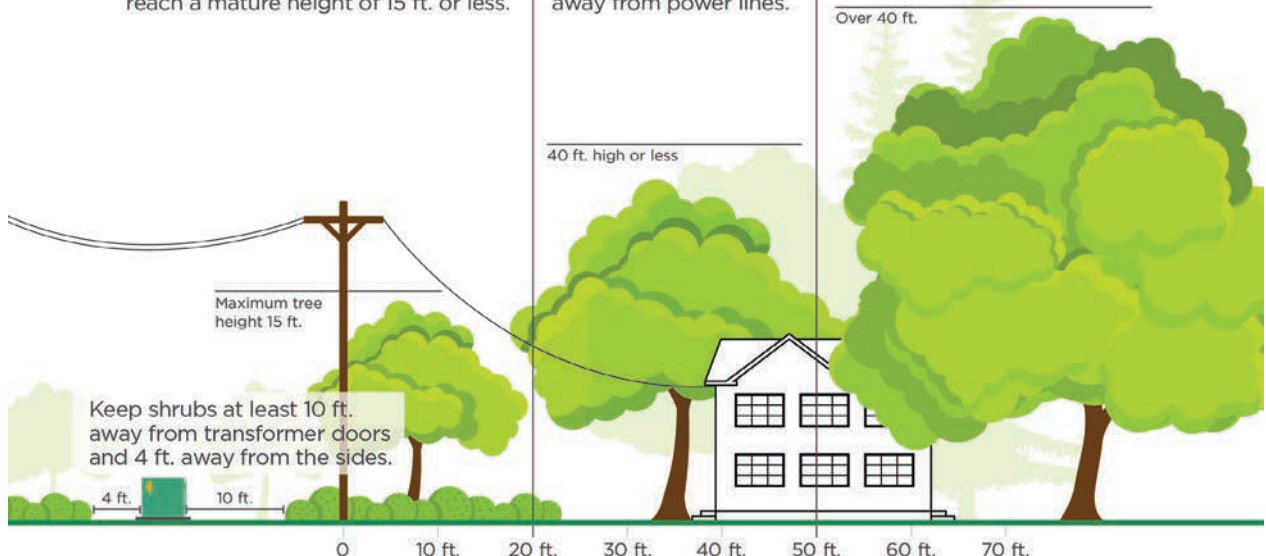 reach a mature height of 15 ft. or less.
away from power lines.
Over 40 ft.
40 ft. high or less
Maximum tree
height 15 ft.
Keep shrubs at least 10 ft.
away from transformer doors
and 4 ft. away from the sides.
4 ft.
10 ft.
0
10 ft.
20 ft.
30 ft.
40 ft.
50 ft.
60 ft.
70 ft.